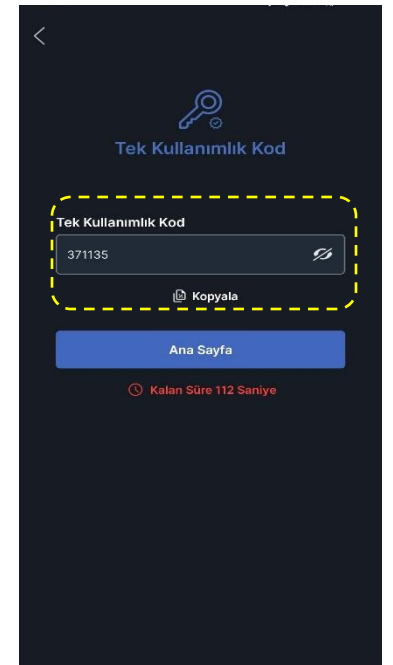 Tek Kullanımlık Kod
Tek Kullanımlık Kod
371135
Kopyala
Ana Sayfa
Kalan Süre 112 Saniye